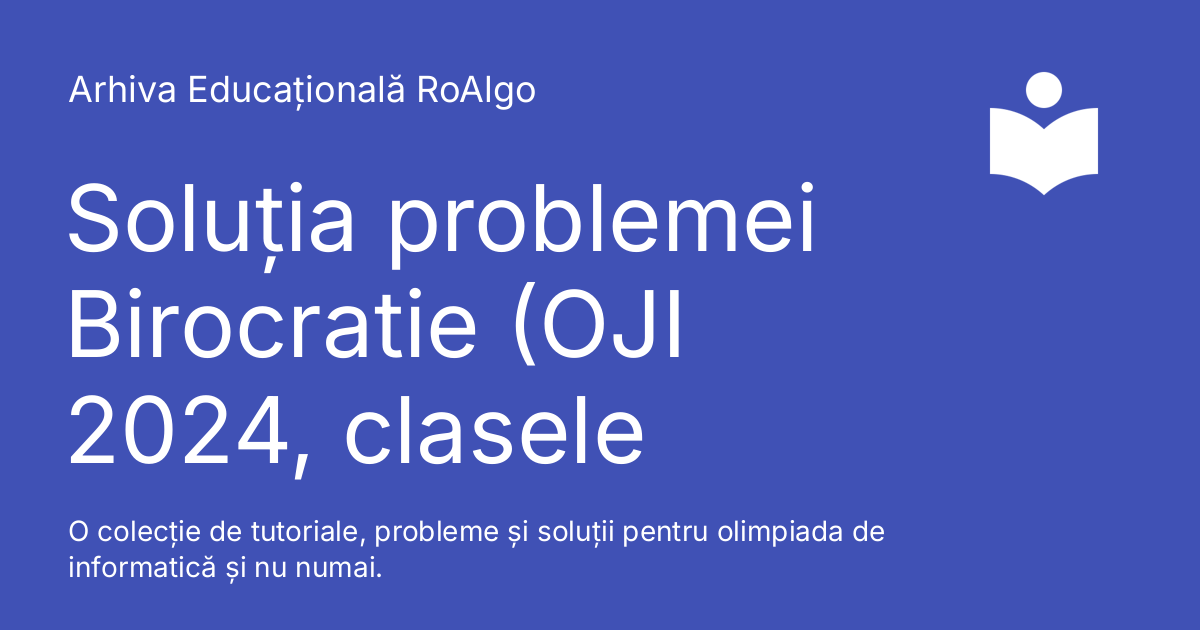 Arhiva Educațională RoAlgo
Soluția problemei
Birocratie (OJI
2024, clasele
O colecție de tutoriale, probleme și soluții pentru olimpiada de
informatică și nu numai.